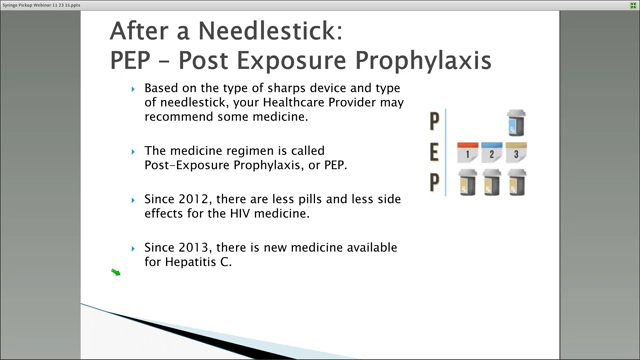 Syringe Pickup Webinar 11 23 15.pptx
After a Needlestick:
PEP – Post Exposure Prophylaxis
Based on the type of sharps device and type
of needlestick, your Healthcare Provider may
recommend some medicine.
The medicine regimen is called
Post-Exposure Prophylaxis, or PEP.
Since 2012, there are less pills and less side
effects for the HIV medicine.
Since 2013, there is new medicine available
for Hepatitis C.
P
E 1 2 3
P